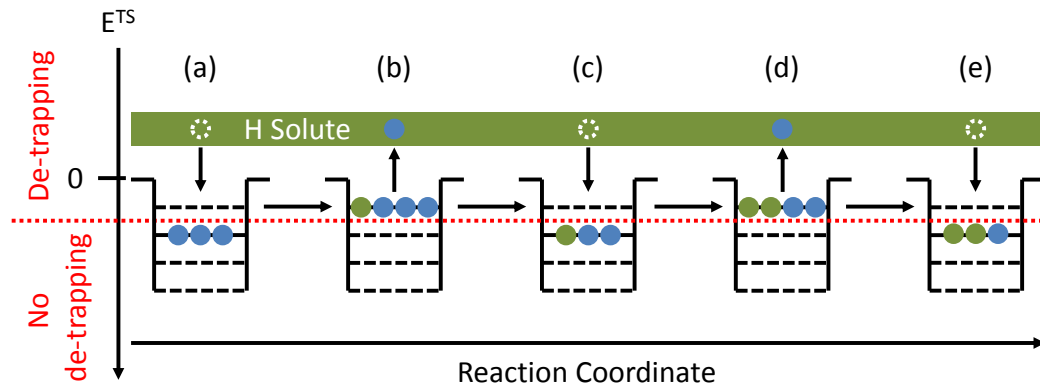 E^TS
(a)
(b)
(c)
(d)
(e)
De-trapping
H Solute
0
No
de-trapping
Reaction Coordinate